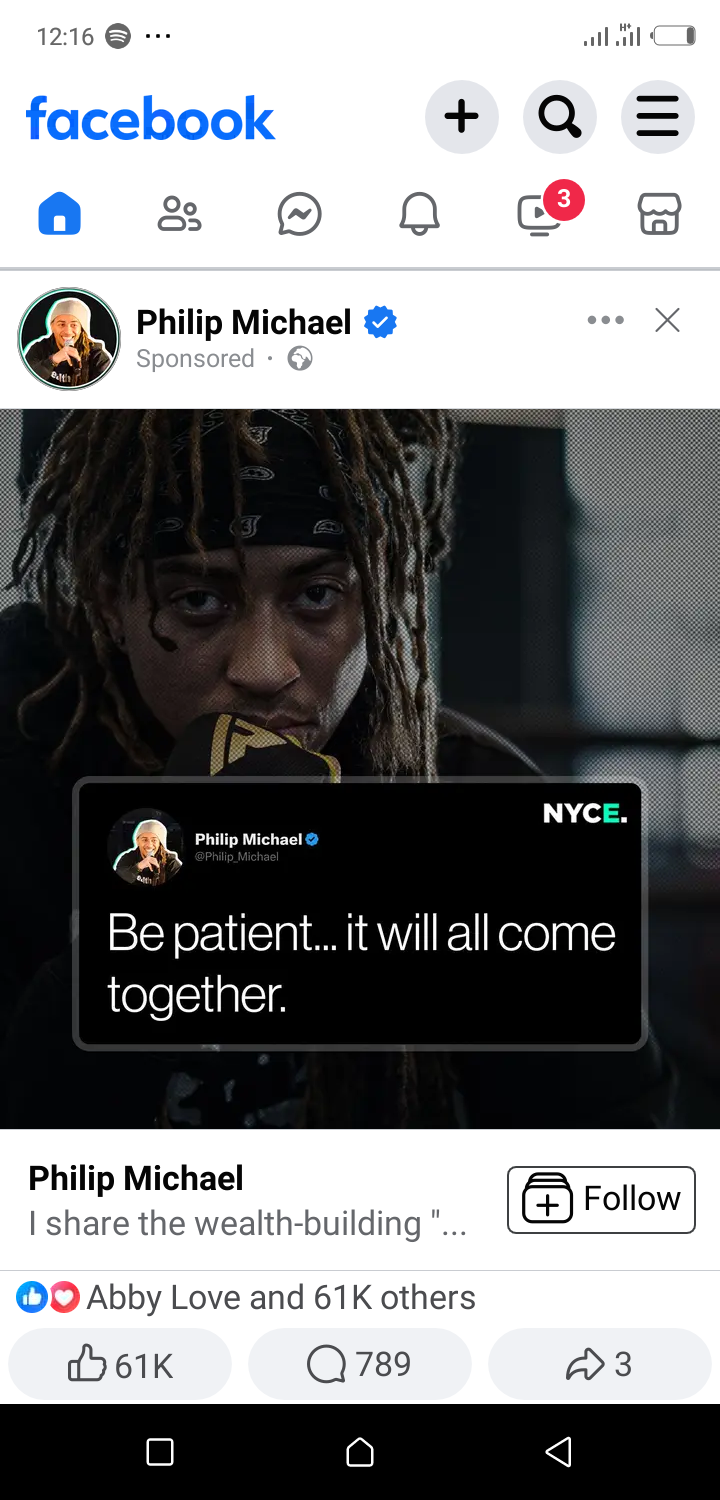 12:16
H+
facebook
3
Philip Michael
Sponsored ·
NYCE.
Philip Michael
@Philip_Michael
Be patient... it will all come
together.
Philip Michael
I share the wealth-building "...
Follow
Abby Love and 61K others
61K
789
3